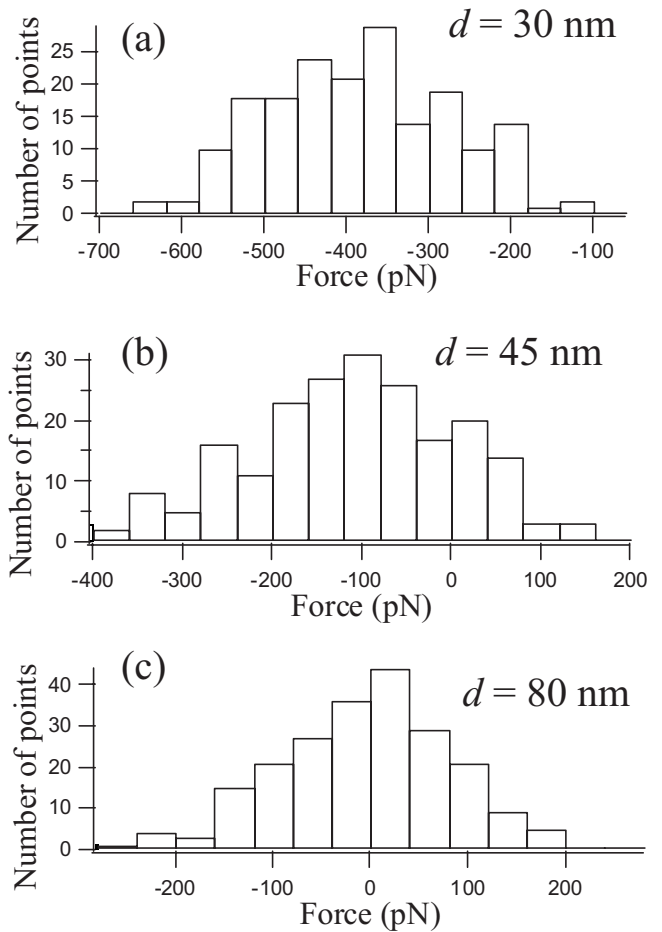 (a)
d = 30 nm
Number of points
25
20
15
10
5
0
-700 -600 -500 -400 -300 -200 -100
Force (pN)
(b)
d = 45 nm
Number of points
30
20
10
0
-400 -300 -200 -100 0 100 200
Force (pN)
(c)
d = 80 nm
Number of points
40
30
20
10
0
-200 -100 0 100 200
Force (pN)